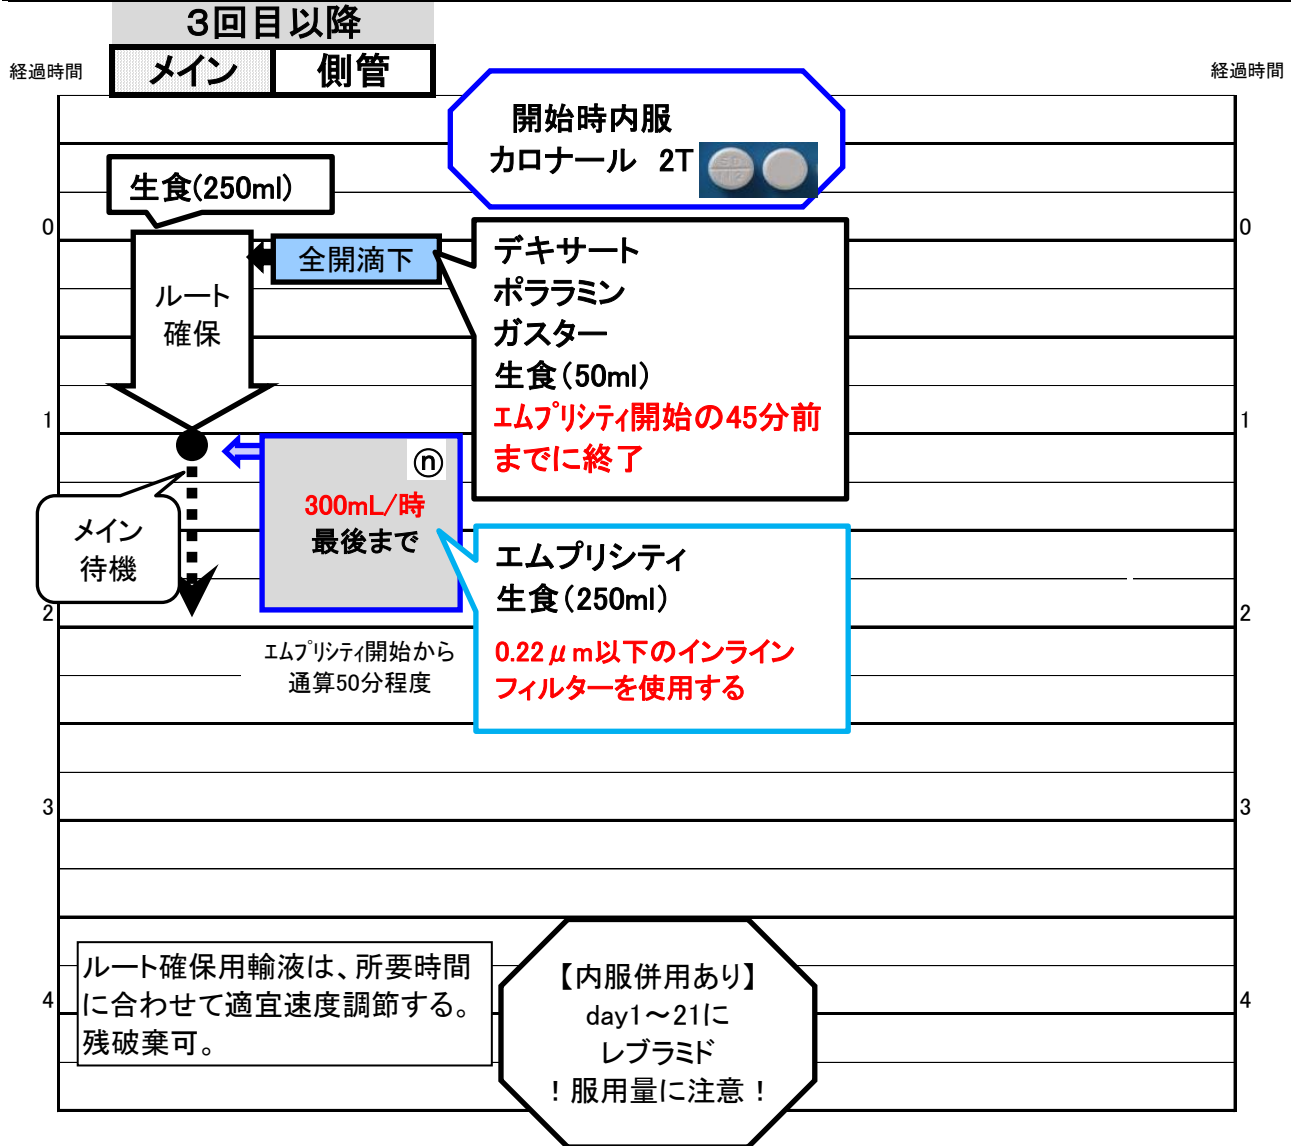 3回目以降
メイン 側管
経過時間 経過時間
開始時内服
カロナール 2T
生食(250ml)
0 0
全開滴下
デキサート
ポララミン
ガスター
生食(50ml)
エムプリシティ開始の45分前
までに終了
ルート
確保
1 1
ⓝ
300mL/時
最後まで
メイン
待機
エムプリシティ
生食(250ml)
0.22μm以下のインライン
フィルターを使用する
2 2
エムプリシティ開始から
通算50分程度
3 3
ルート確保用輸液は、所要時間
に合わせて適宜速度調節する。
残破棄可。
4 4
【内服併用あり】
day1～21に
レブラミド
！服用量に注意！